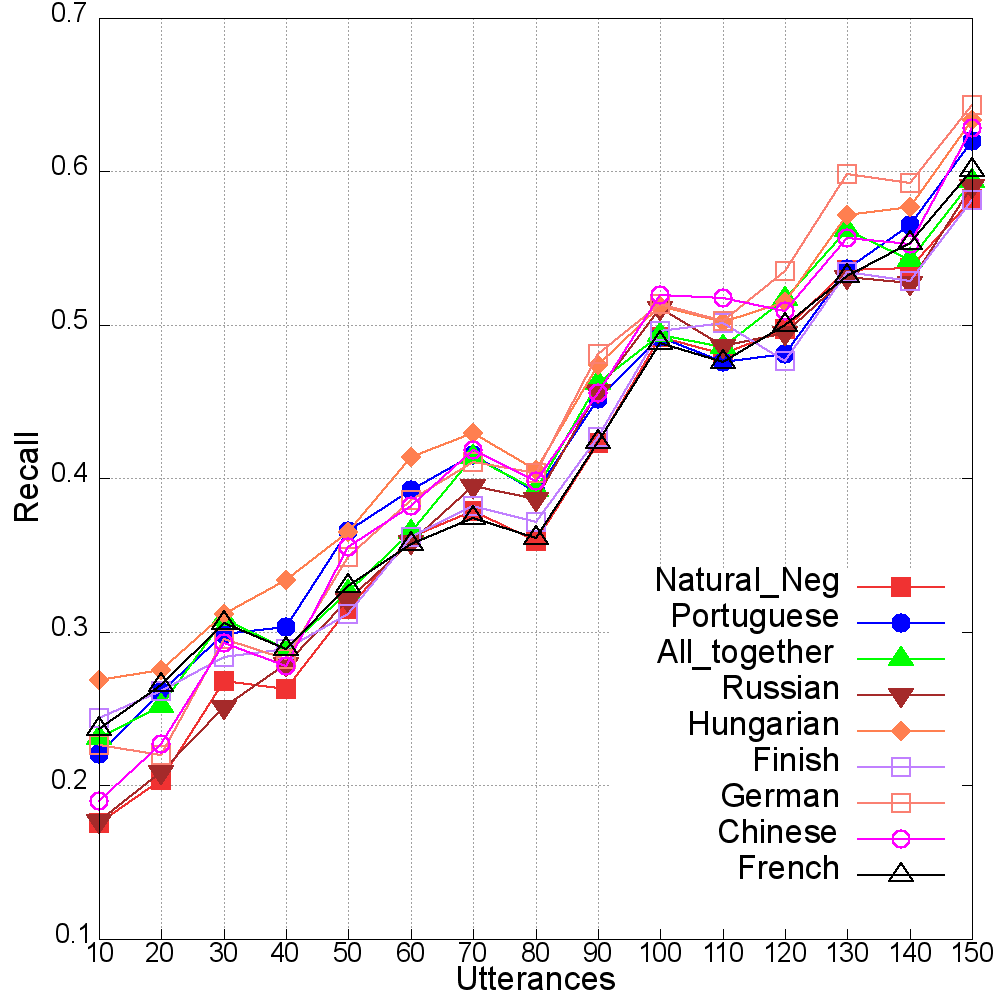 0.7
0.6
0.5
0.4
0.3
0.2
0.1
Recall
Natural_Neg
Portuguese
All_together
Russian
Hungarian
Finish
German
Chinese
French
10 20 30 40 50 60 70 80 90 100 110 120 130 140 150
Utterances